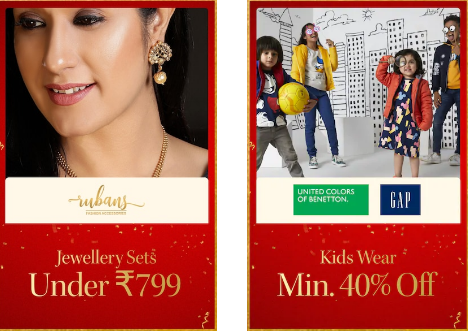 rubans
Jewellery Sets
Under ₹799
UNITED COLORS
OF BENETTON.
GAP
Kids Wear
Min. 40% Off